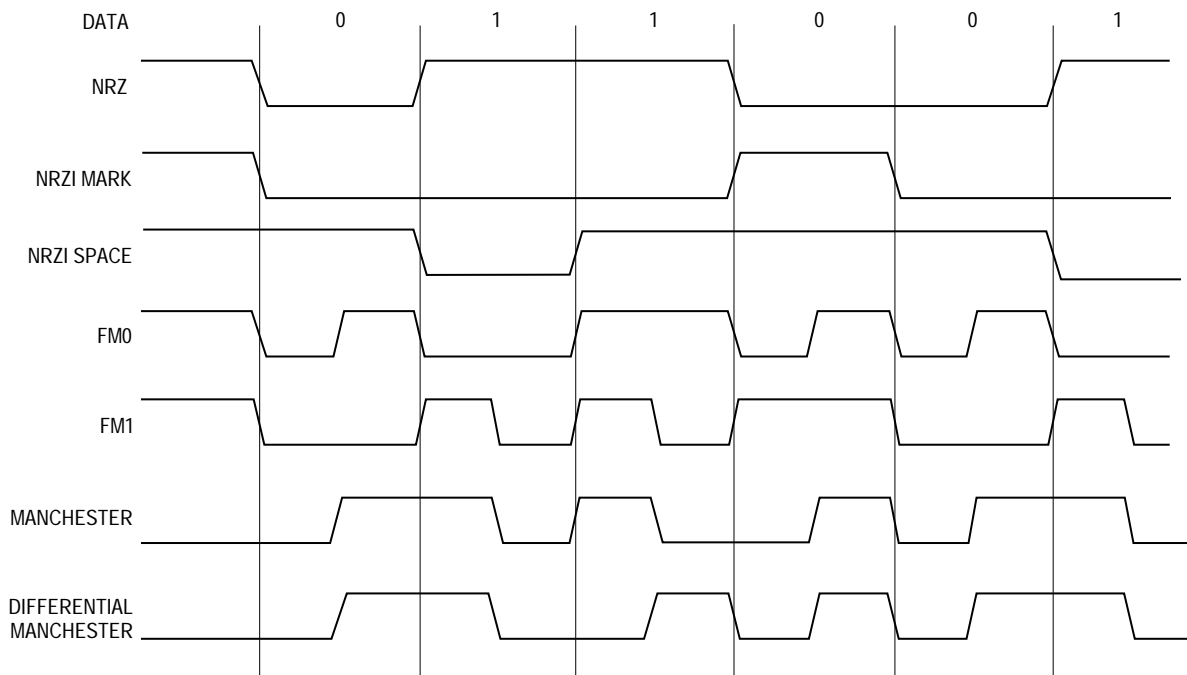 DATA 0 1 1 0 0 1
NRZ
NRZI MARK
NRZI SPACE
FM0
FM1
MANCHESTER
DIFFERENTIAL
MANCHESTER